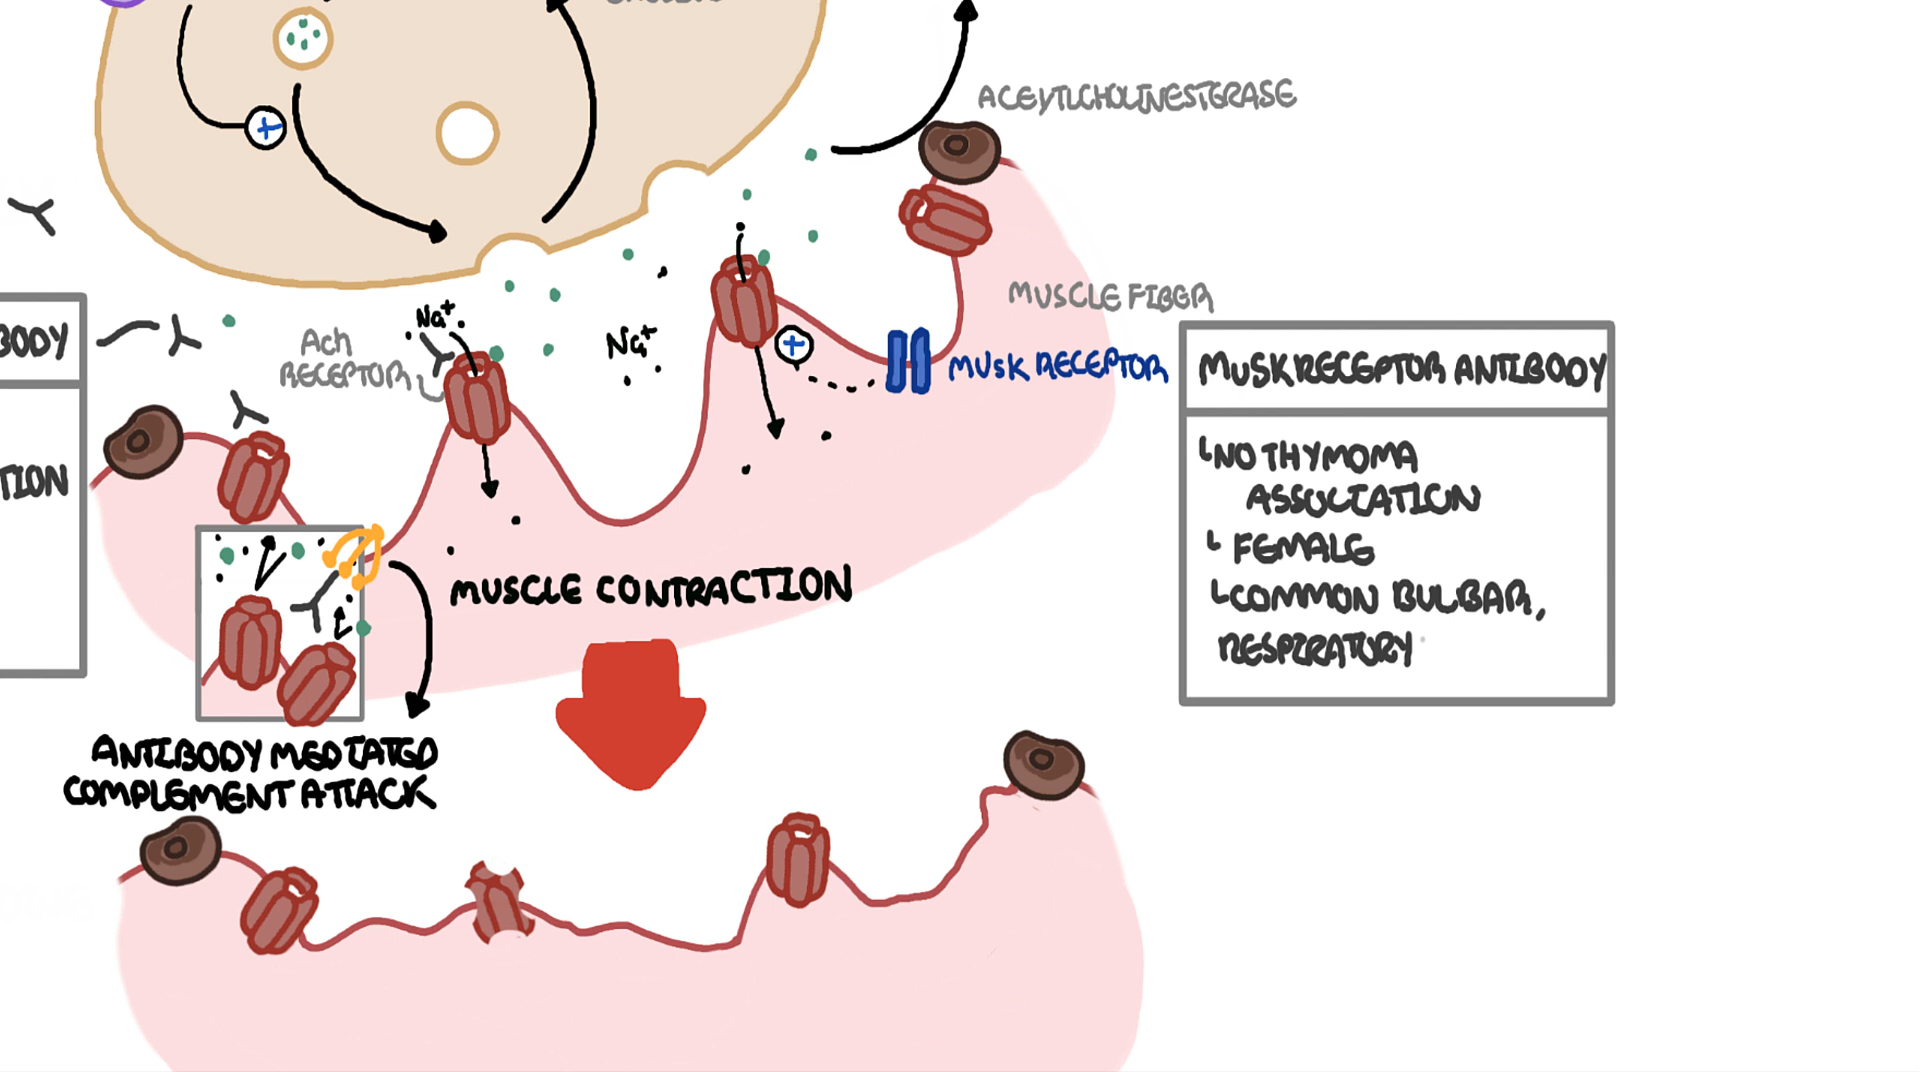 ACEYTLCHOLINESTERASE
MUSCLE FIBER
Na+
Ach
RECEPTOR
Na+
BODY
MUSK RECEPTOR
MUSK RECEPTOR ANTIBODY
NO THYMOMA
ASSOCIATION
FEMALE
COMMON BULBAR,
RESPIRATORY
TION
MUSCLE CONTRACTION
ANTIBODY MEDIATED
COMPLEMENT ATTACK